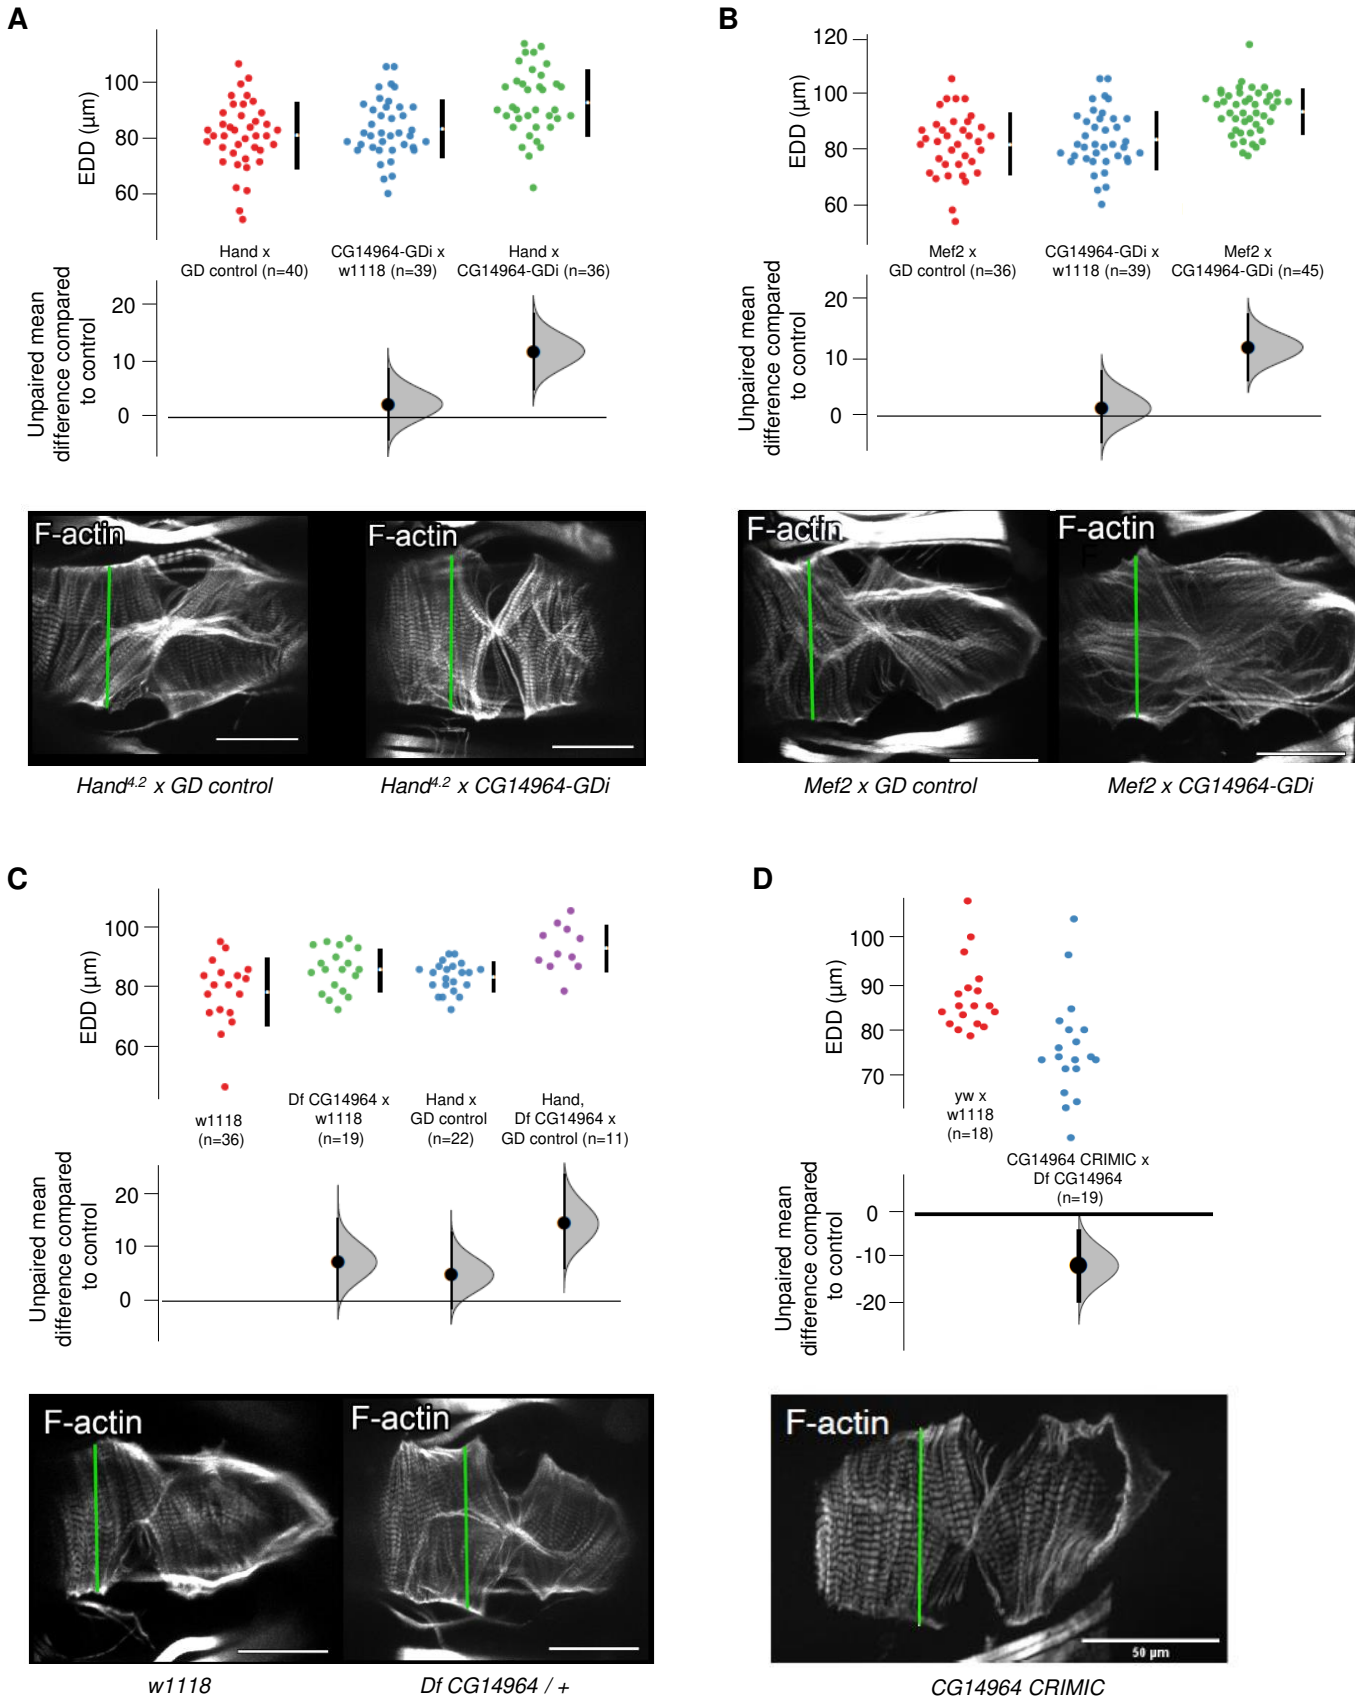 A
EDD (µm)
100
80
60
Hand x
GD control (n=40)
CG14964-GDi x
w1118 (n=39)
Hand x
CG14964-GDi (n=36)
Unpaired mean
difference compared
to control
20
10
0
F-actin
F-actin
Hand4.2 x GD control
Hand4.2 x CG14964-GDi
B
EDD (µm)
120
100
80
60
Mef2 x
GD control (n=36)
CG14964-GDi x
w1118 (n=39)
Mef2 x
CG14964-GDi (n=45)
Unpaired mean
difference compared
to control
20
10
0
F-actin
F-actin
Mef2 x GD control
Mef2 x CG14964-GDi
C
EDD (µm)
100
80
60
w1118
(n=36)
Df CG14964 x
w1118
(n=19)
Hand x
GD control
(n=22)
Hand,
Df CG14964 x
GD control (n=11)
Unpaired mean
difference compared
to control
20
10
0
F-actin
F-actin
w1118
Df CG14964 / +
D
EDD (µm)
100
90
80
70
yw x
w1118
(n=18)
CG14964 CRIMIC x
Df CG14964
(n=19)
Unpaired mean
difference compared
to control
0
-10
-20
F-actin
50 µm
CG14964 CRIMIC